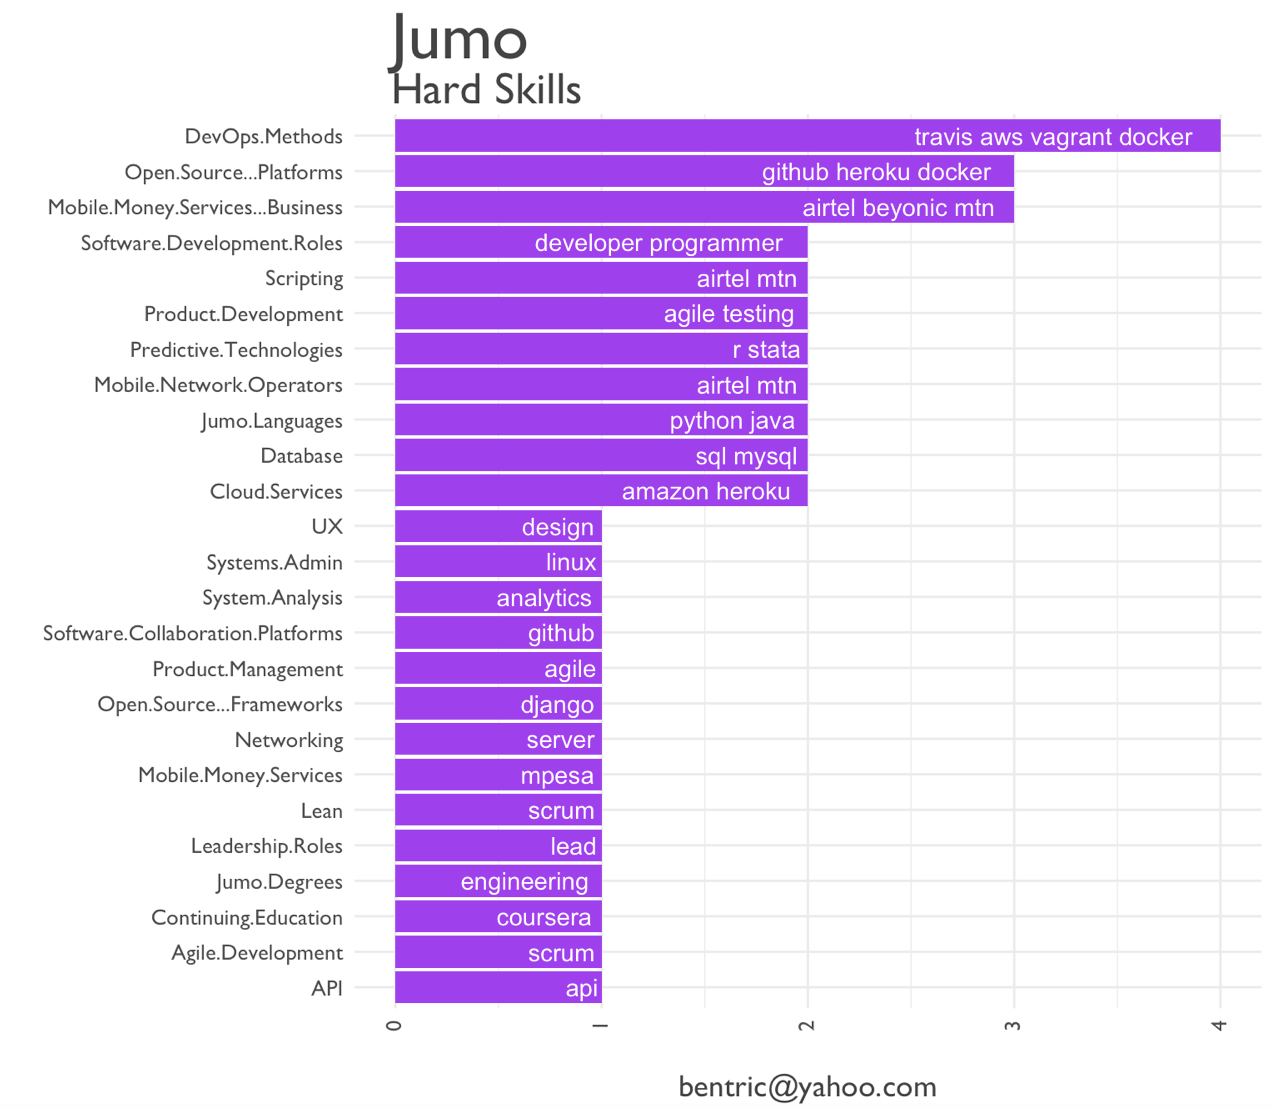 Jumo
Hard Skills
DevOps.Methods travis aws vagrant docker
Open.Source...Platforms github heroku docker
Mobile.Money.Services...Business airtel beyonic mtn
Software.Development.Roles developer programmer
Scripting airtel mtn
Product.Development agile testing
Predictive.Technologies r stata
Mobile.Network.Operators airtel mtn
Jumo.Languages python java
Database sql mysql
Cloud.Services amazon heroku
UX design
Systems.Admin linux
System.Analysis analytics
Software.Collaboration.Platforms github
Product.Management agile
Open.Source...Frameworks django
Networking server
Mobile.Money.Services mpesa
Lean scrum
Leadership.Roles lead
Jumo.Degrees engineering
Continuing.Education coursera
Agile.Development scrum
API api
0 1 2 3 4
bentric@yahoo.com